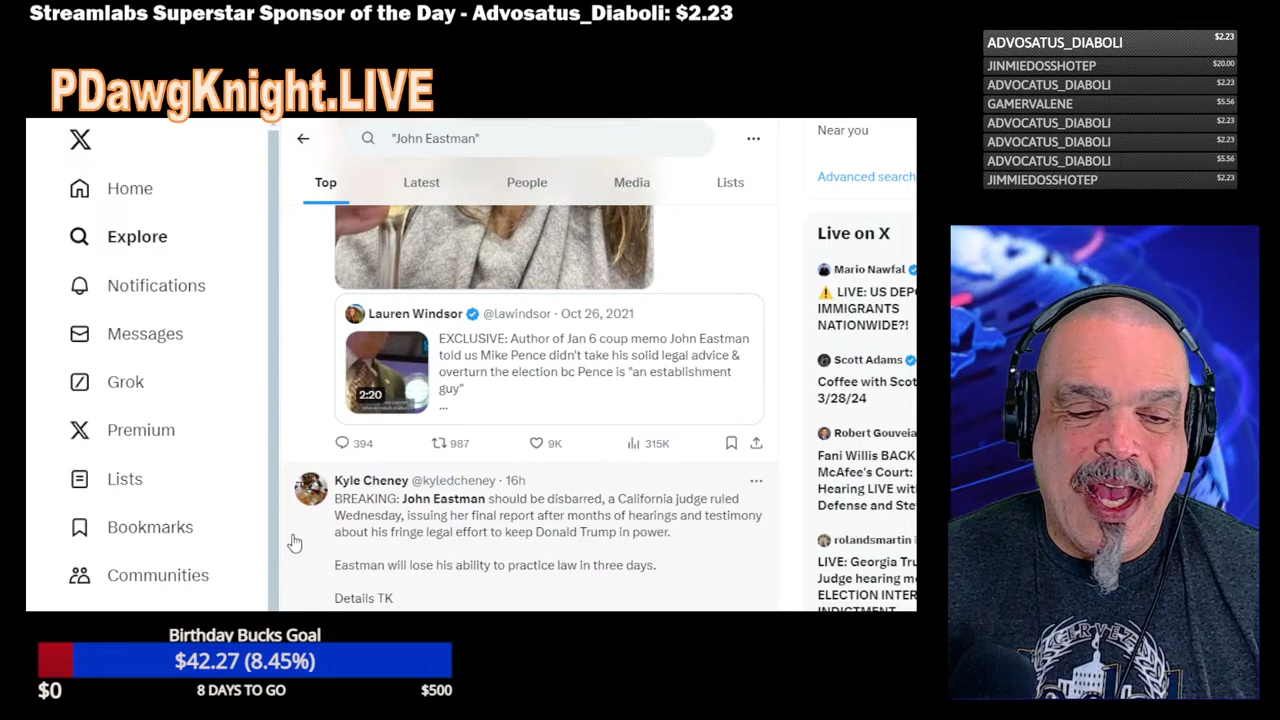 Streamlabs Superstar Sponsor of the Day - Advosatus_Diaboli: $2.23
PDawgKnight.LIVE
ADVOSATUS_DIABOLI $2.23
JINMIEDOSSHOTEP $20.00
ADVOCATUS_DIABOLI $2.23
GAMERVALENE $5.56
ADVOCATUS_DIABOLI $2.23
ADVOCATUS_DIABOLI $2.23
ADVOCATUS_DIABOLI $5.56
JIMMIEDOSSHOTEP $2.23
X
Home
Explore
Notifications
Messages
Grok
Premium
Lists
Bookmarks
Communities
"John Eastman"
Top Latest People Media Lists
Lauren Windsor @lawindsor · Oct 26, 2021
EXCLUSIVE: Author of Jan 6 coup memo John Eastman
told us Mike Pence didn't take his solid legal advice &
overturn the election bc Pence is "an establishment
guy"
...
2:20
394 987 9K 315K
Kyle Cheney @kyledcheney · 16h
BREAKING: John Eastman should be disbarred, a California judge ruled
Wednesday, issuing her final report after months of hearings and testimony
about his fringe legal effort to keep Donald Trump in power.
Eastman will lose his ability to practice law in three days.
Details TK
Near you
Advanced search
Live on X
Mario Nawfal
⚠️ LIVE: US DEP
IMMIGRANTS
NATIONWIDE?!
Scott Adams
Coffee with Scot
3/28/24
Robert Gouveia
Fani Willis BACK
McAfee's Court:
Hearing LIVE with
Defense and Ste
rolandsmartin
LIVE: Georgia Tru
Judge hearing m
ELECTION INTER
INDICTMENT
Birthday Bucks Goal
$42.27 (8.45%)
$0 8 DAYS TO GO $500
CERVEZ